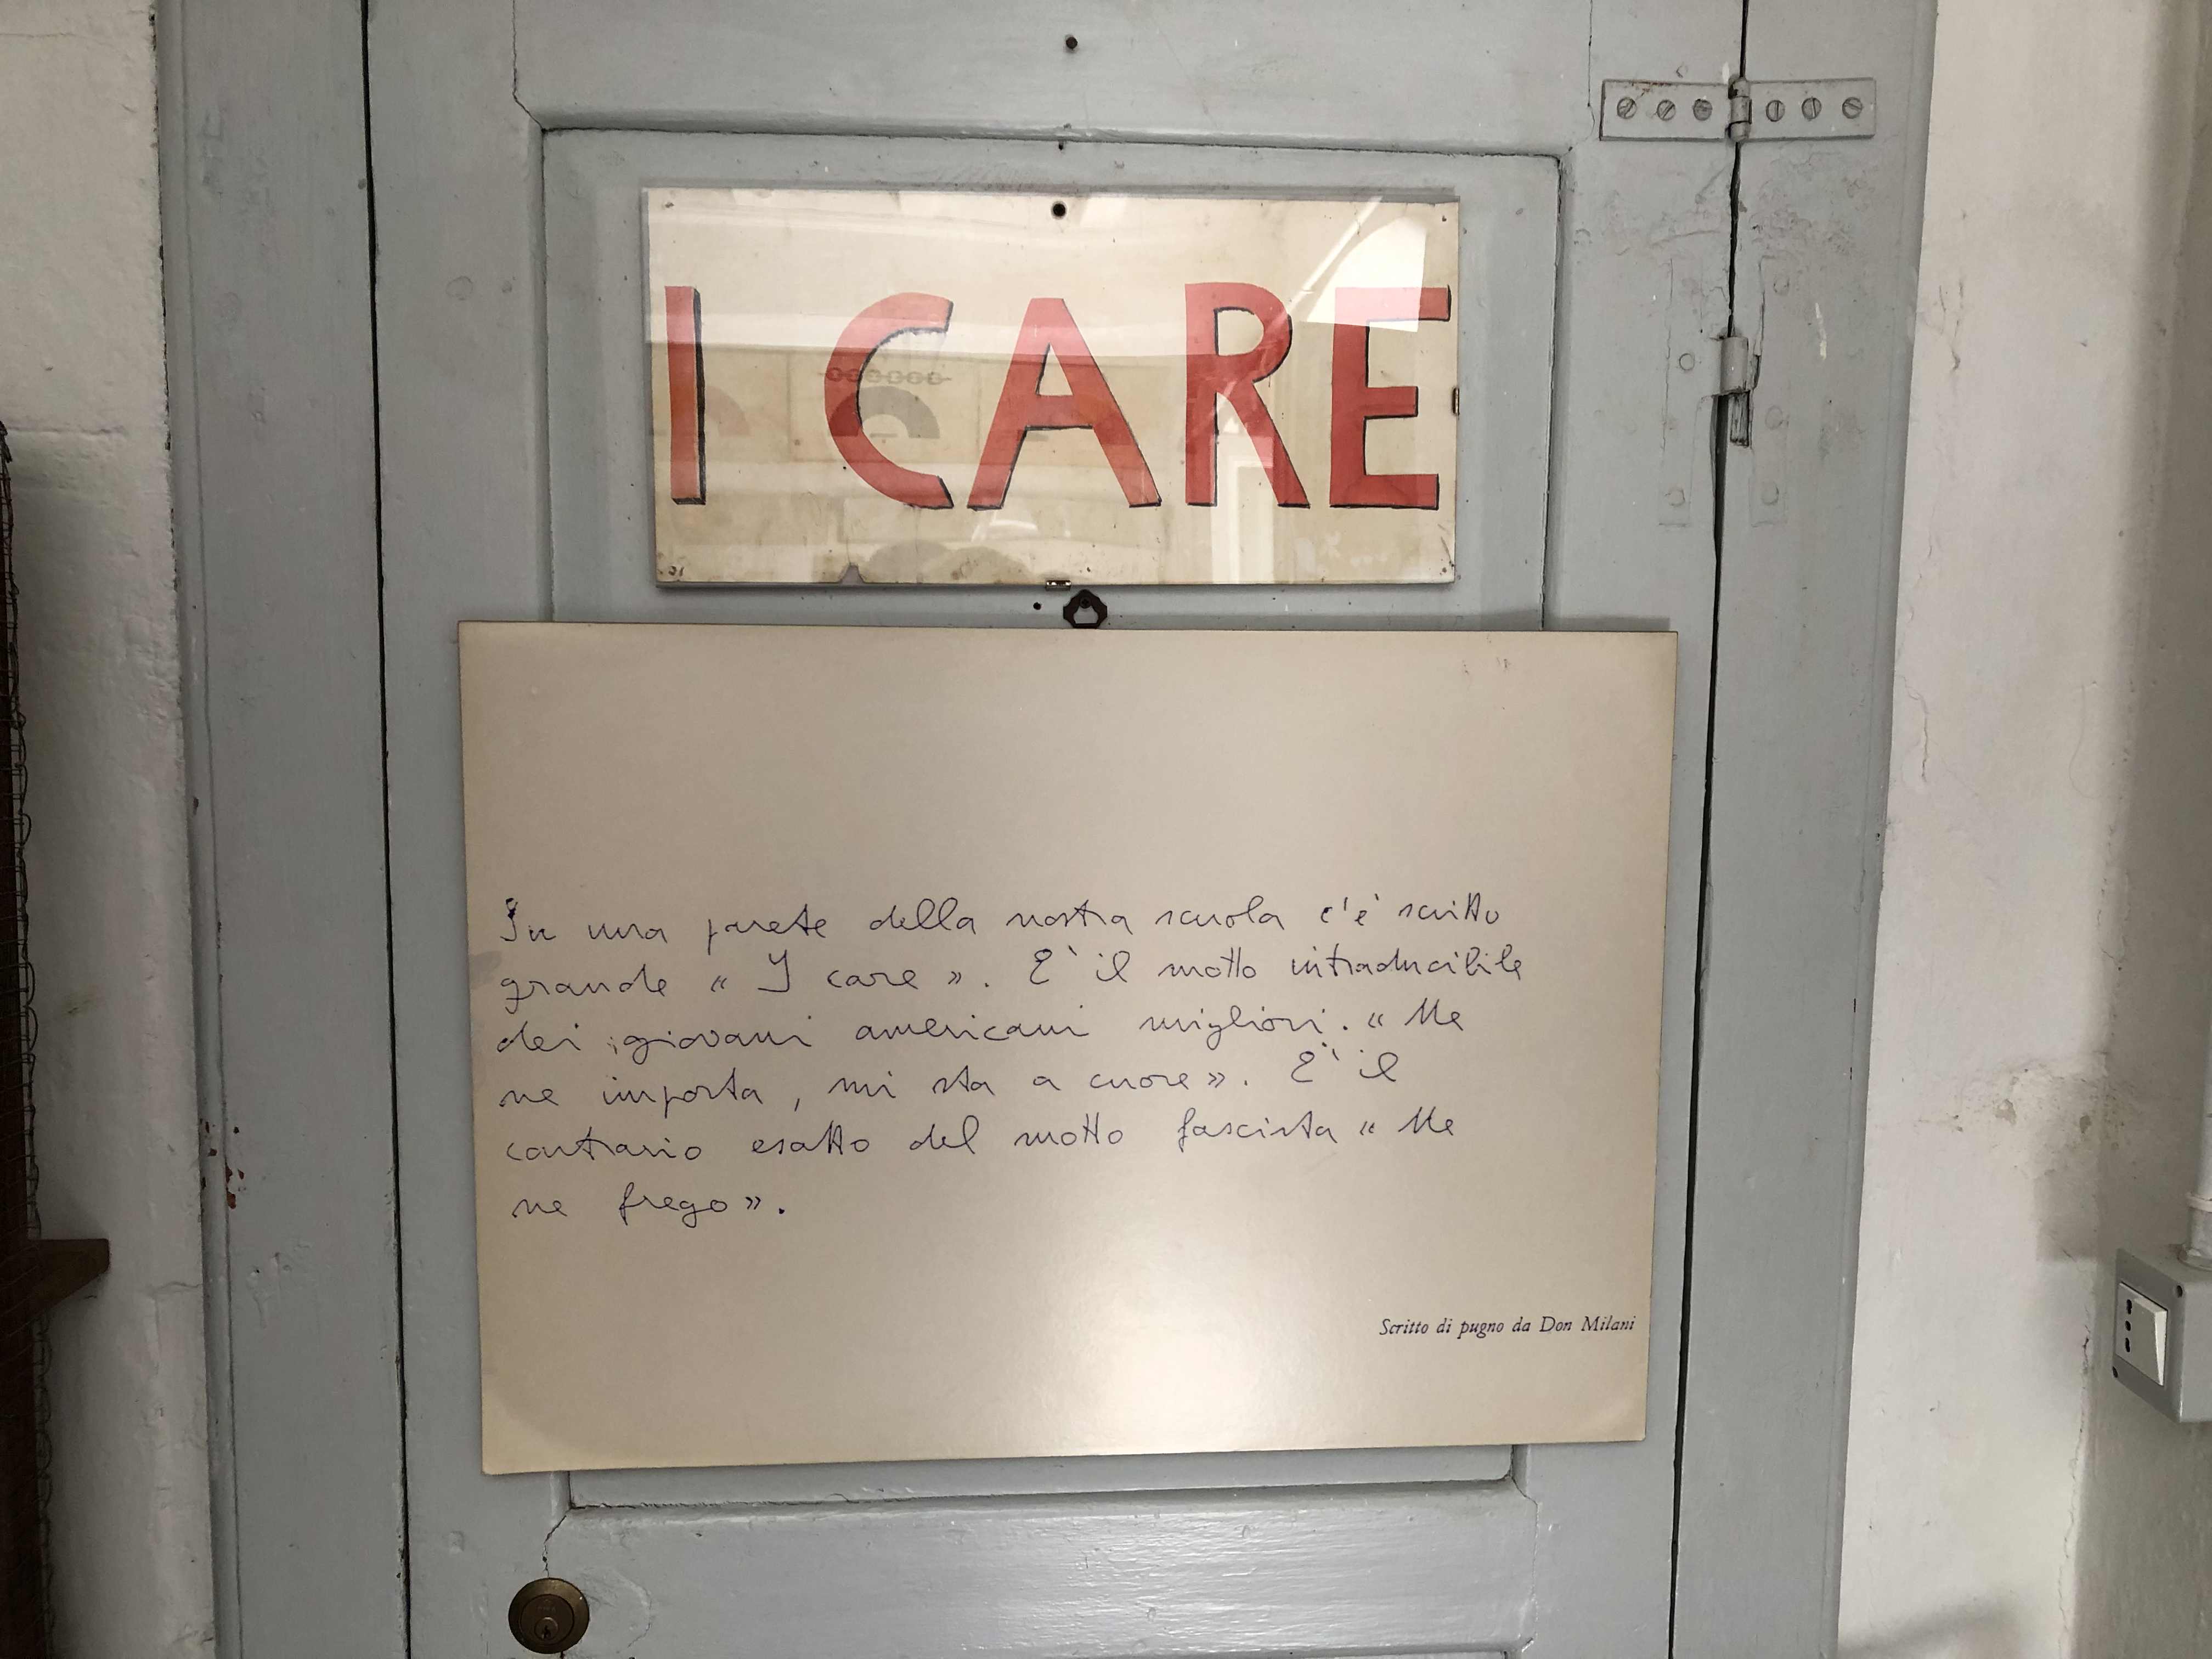 I CARE
In una parete della nostra scuola c'è scritto
grande « I care ». E' il motto intraducibile
dei giovani americani migliori. « Me
ne importa, mi sta a cuore». E' il
contrario esatto del motto fascista « Me
ne frego».
Scritto di pugno da Don Milani